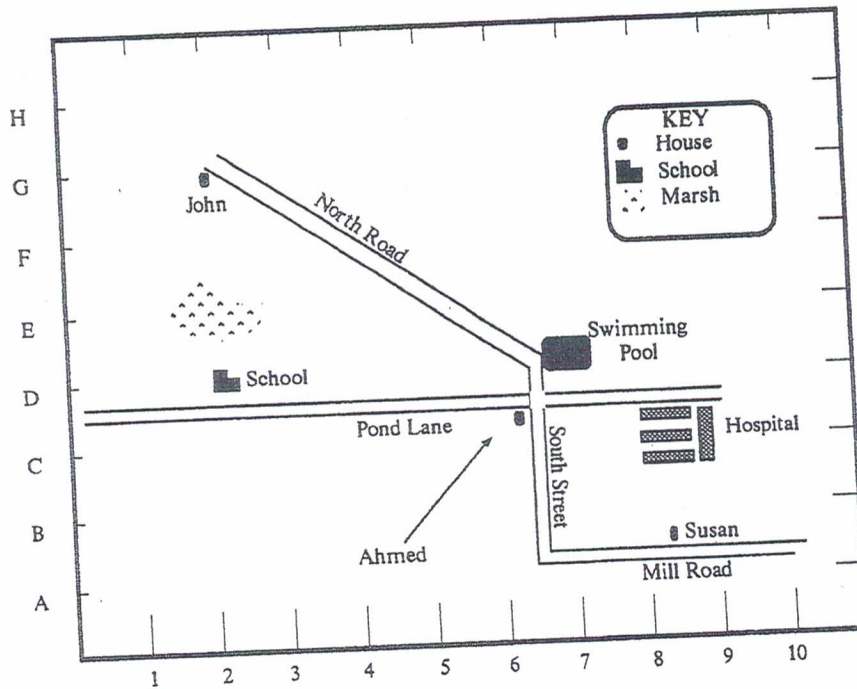 H
G
F
E
D
C
B
A
KEY
House
School
Marsh
John
North Road
Swimming
Pool
School
Pond Lane
South Street
Hospital
Ahmed
Susan
Mill Road
1 2 3 4 5 6 7 8 9 10